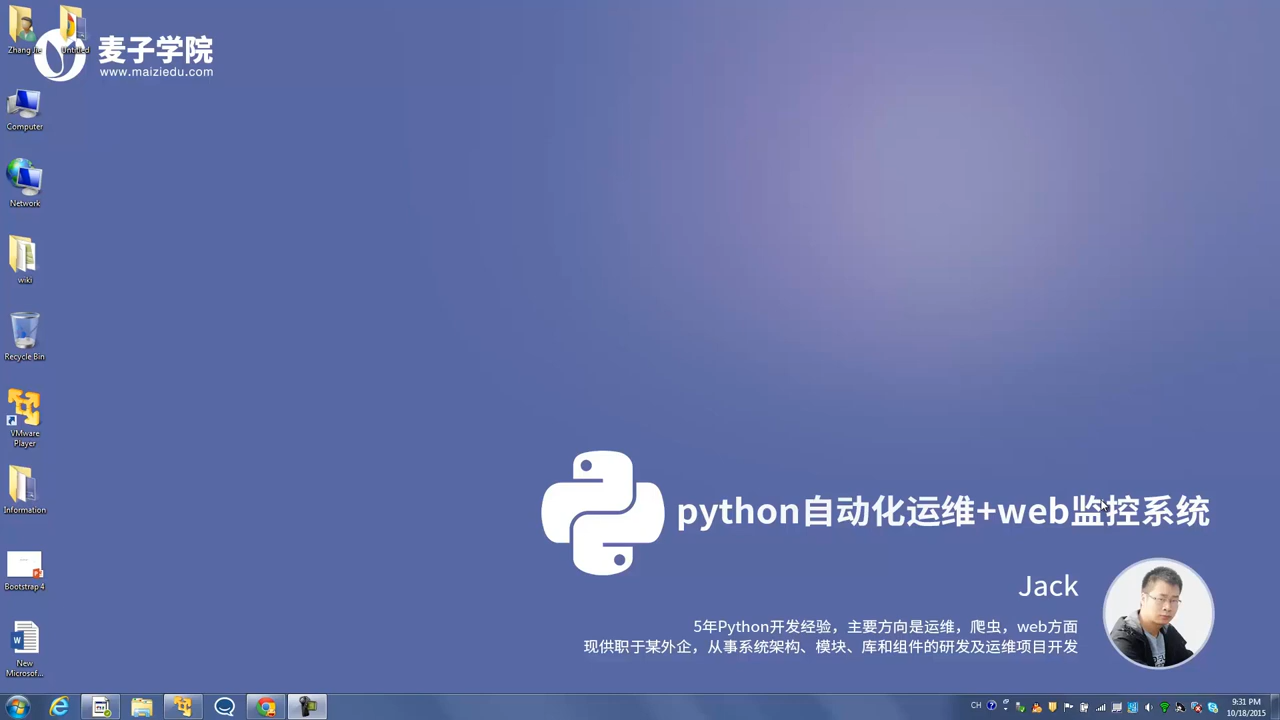 Zhang Jie
Untitled
麦子学院
www.maiziedu.com
Computer
Network
wiki
Recycle Bin
VMware
Player
Information
Bootstrap 4
New
Microsof...
python自动化运维+web监控系统
Jack
5年Python开发经验，主要方向是运维，爬虫，web方面
现供职于某外企，从事系统架构、模块、库和组件的研发及运维项目开发
CH
9:31 PM
10/18/2015